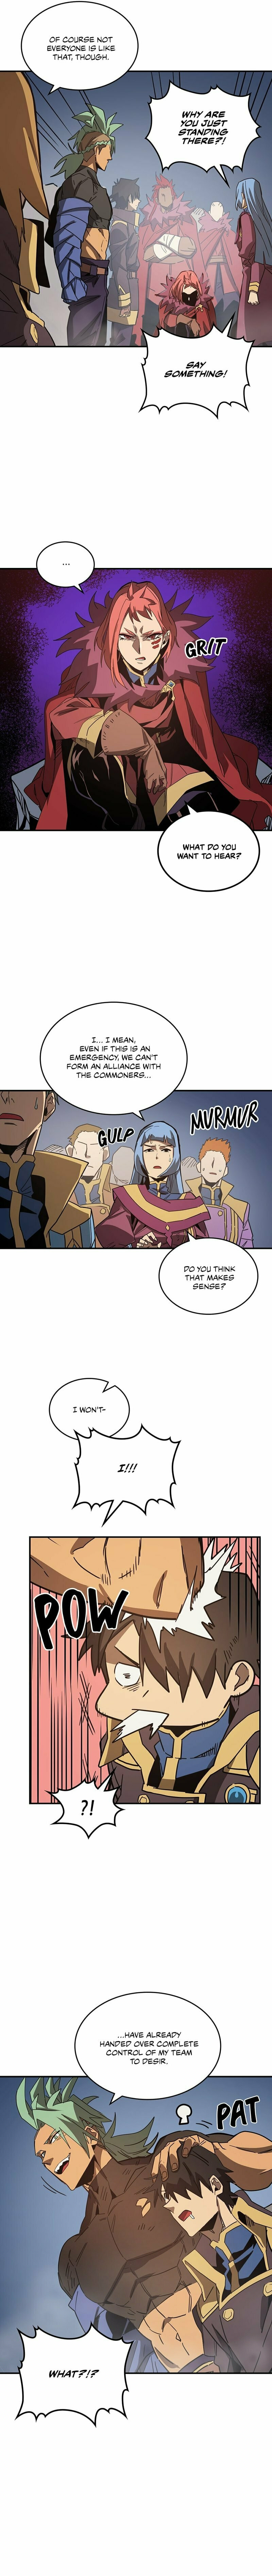 OF COURSE NOT
EVERYONE IS LIKE
THAT, THOUGH.
WHY ARE
YOU JUST
STANDING
THERE?!
SAY
SOMETHING!
...
GRIT
WHAT DO YOU
WANT TO HEAR?
I... I MEAN,
EVEN IF THIS IS AN
EMERGENCY, WE CAN'T
FORM AN ALLIANCE WITH
THE COMMONERS...
GULP
MURMUR
DO YOU THINK
THAT MAKES
SENSE?
I WON'T-
I!!!
POW
?!
...HAVE ALREADY
HANDED OVER COMPLETE
CONTROL OF MY TEAM
TO DESIR.
PAT
WHAT?!?